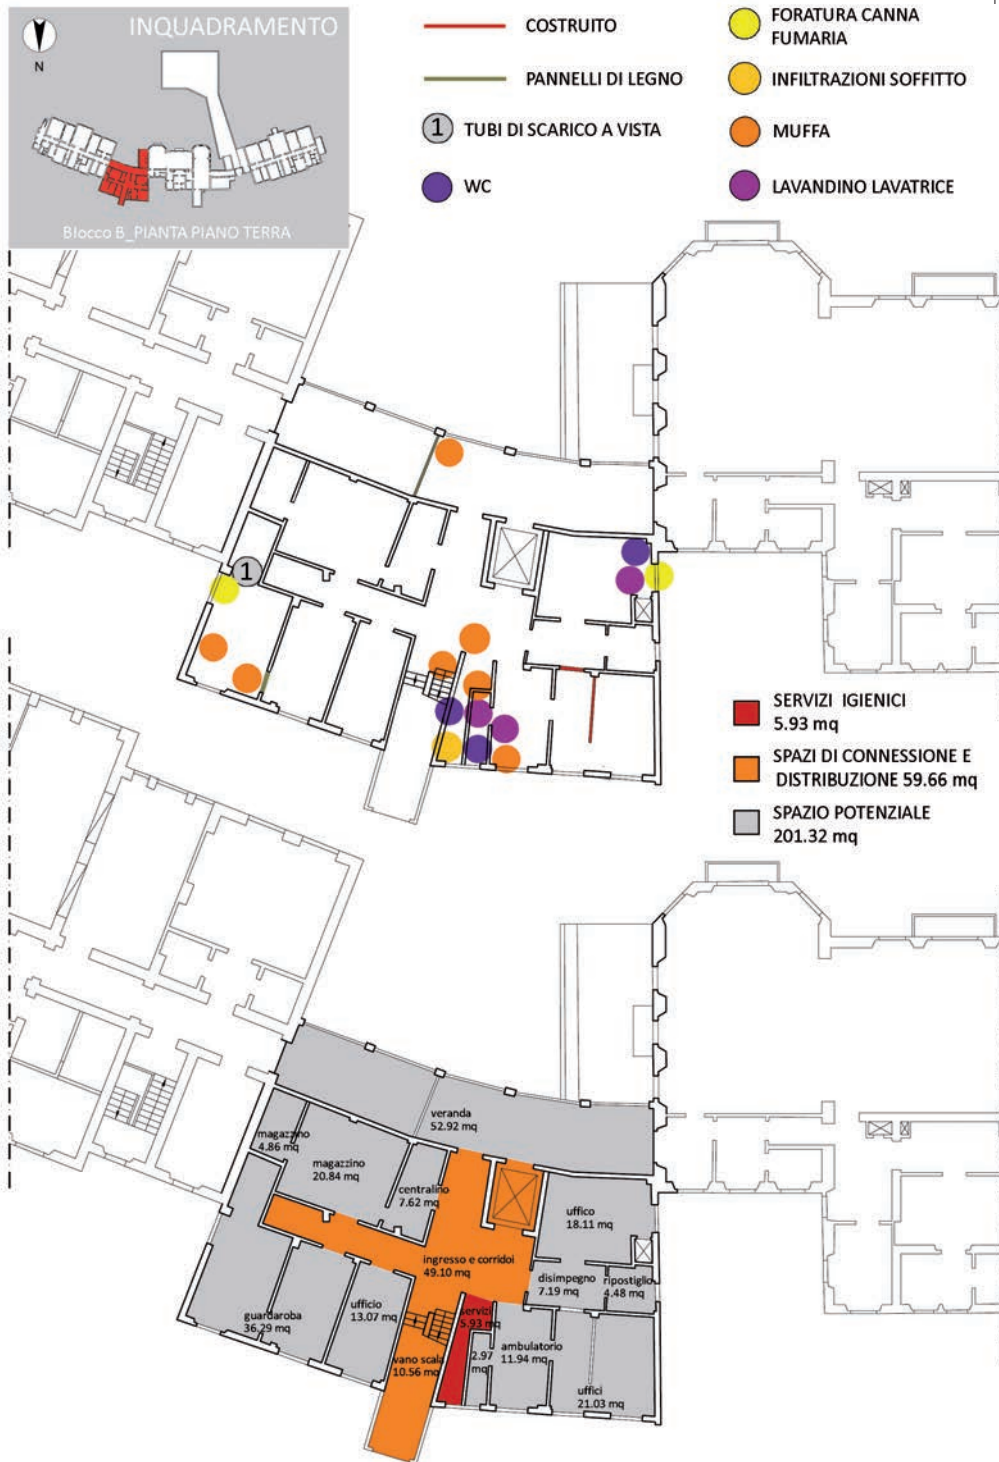 INQUADRAMENTO
N
Blocco B_PIANTA PIANO TERRA
COSTRUITO
PANNELLI DI LEGNO
1 TUBI DI SCARICO A VISTA
WC
FORATURA CANNA
FUMARIA
INFILTRAZIONI SOFFITTO
MUFFA
LAVANDINO LAVATRICE
1
SERVIZI IGIENICI
5.93 mq
SPAZI DI CONNESSIONE E
DISTRIBUZIONE 59.66 mq
SPAZIO POTENZIALE
201.32 mq
veranda
52.92 mq
magazzino
4.86 mq
magazzino
20.84 mq
centralino
7.62 mq
uffico
18.11 mq
ingresso e corridoi
49.10 mq
disimpegno
7.19 mq
ripostiglio
4.48 mq
guardaroba
36.29 mq
ufficio
13.07 mq
servizi
5.93 mq
vano scala
10.56 mq
2.97
mq
ambulatorio
11.94 mq
uffici
21.03 mq